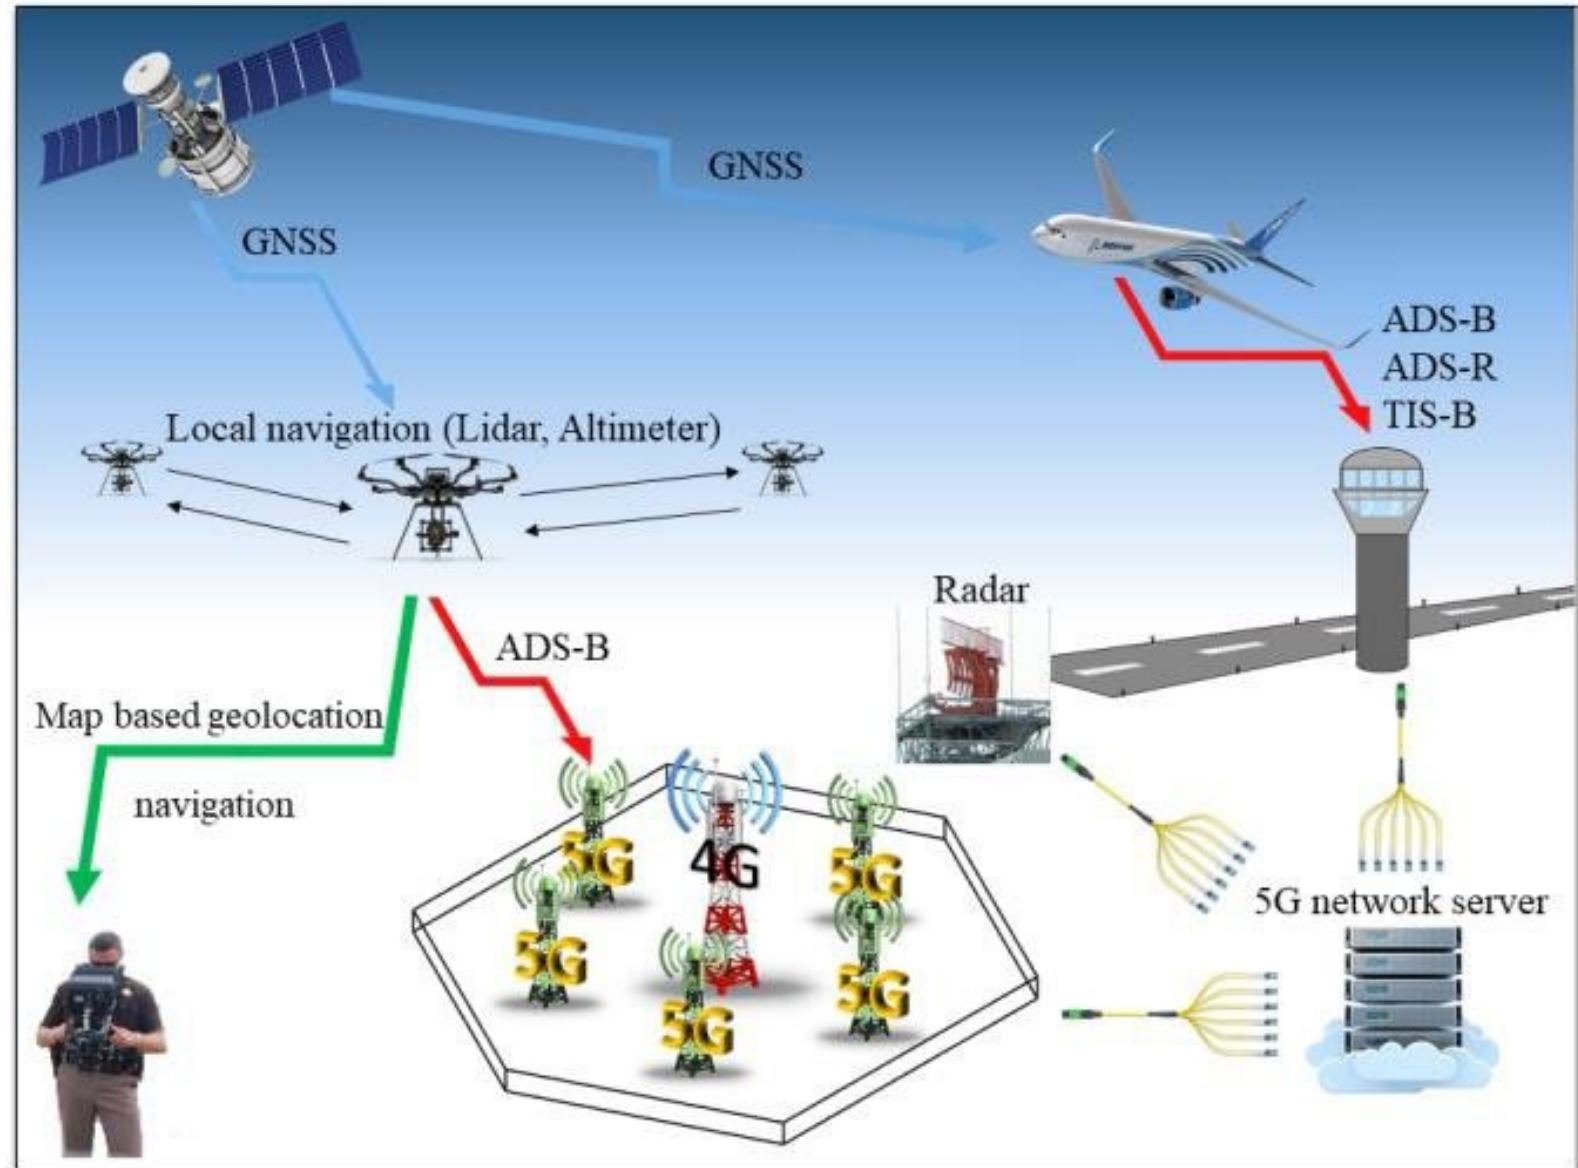 GNSS
GNSS
ADS-B
ADS-R
TIS-B
Local navigation (Lidar, Altimeter)
Radar
ADS-B
Map based geolocation
navigation
5G
4G
5G
5G
5G
5G
5G network server